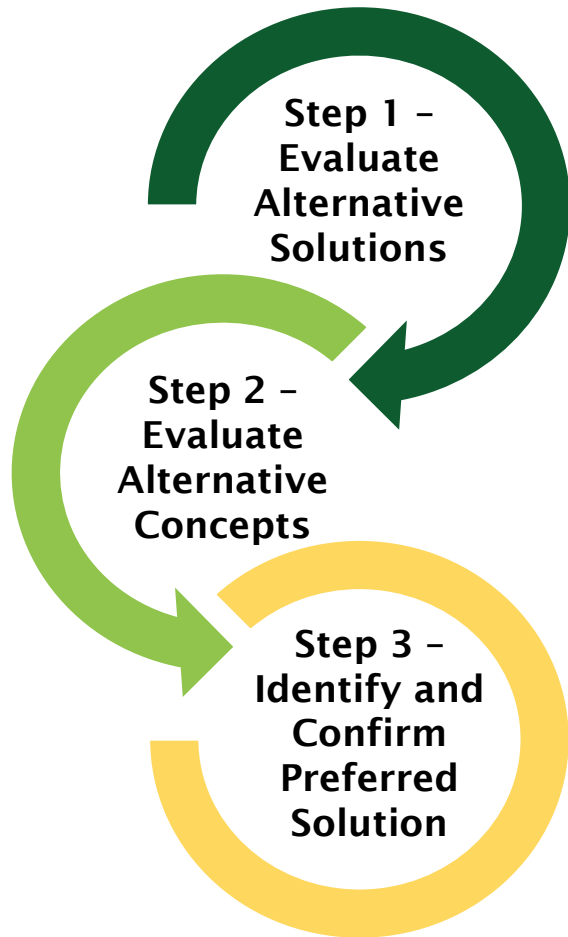 Step 1 –
Evaluate
Alternative
Solutions
Step 2 –
Evaluate
Alternative
Concepts
Step 3 –
Identify and
Confirm
Preferred
Solution